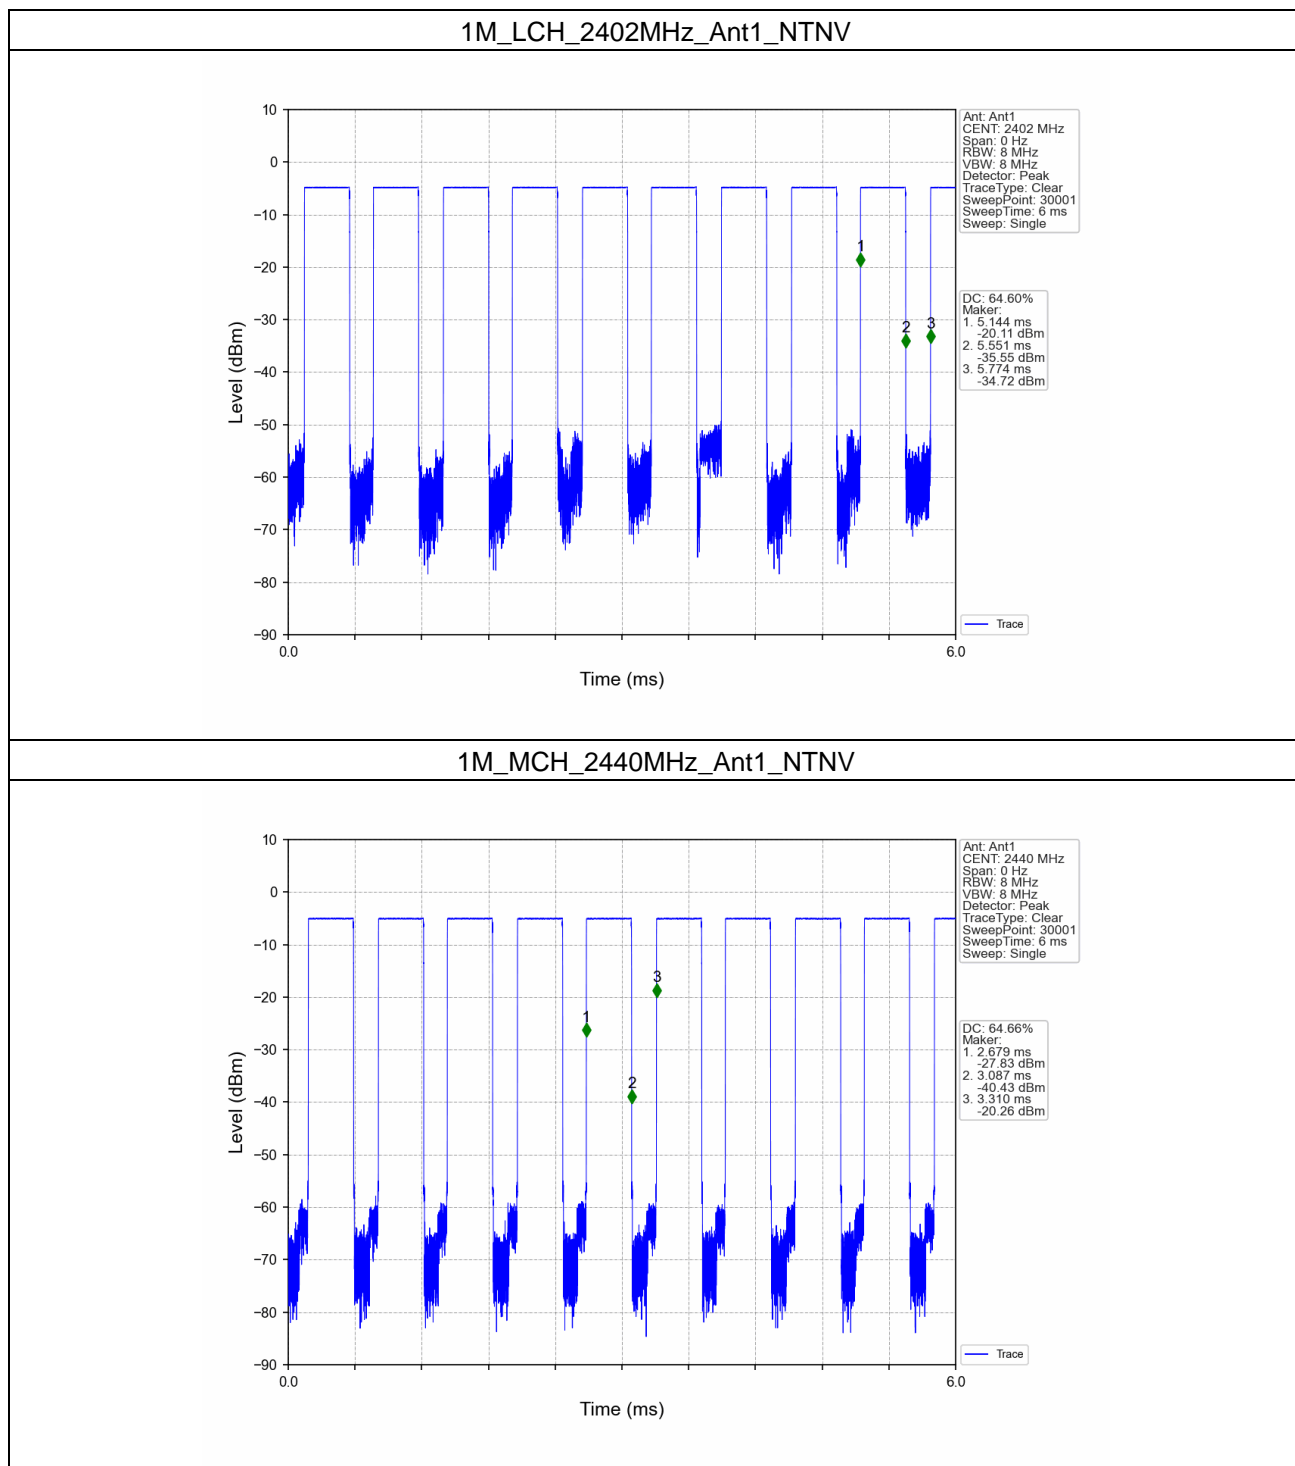 1M_LCH_2402MHz_Ant1_NTNV
10
0
−10
−20
−30
−40
−50
−60
−70
−80
−90
Level (dBm)
0.0
6.0
Time (ms)
1
2
3
Ant: Ant1
CENT: 2402 MHz
Span: 0 Hz
RBW: 8 MHz
VBW: 8 MHz
Detector: Peak
TraceType: Clear
SweepPoint: 30001
SweepTime: 6 ms
Sweep: Single
DC: 64.60%
Maker:
1. 5.144 ms
-20.11 dBm
2. 5.551 ms
-35.55 dBm
3. 5.774 ms
-34.72 dBm
Trace
1M_MCH_2440MHz_Ant1_NTNV
10
0
−10
−20
−30
−40
−50
−60
−70
−80
−90
Level (dBm)
0.0
6.0
Time (ms)
1
2
3
Ant: Ant1
CENT: 2440 MHz
Span: 0 Hz
RBW: 8 MHz
VBW: 8 MHz
Detector: Peak
TraceType: Clear
SweepPoint: 30001
SweepTime: 6 ms
Sweep: Single
DC: 64.66%
Maker:
1. 2.679 ms
-27.83 dBm
2. 3.087 ms
-40.43 dBm
3. 3.310 ms
-20.26 dBm
Trace